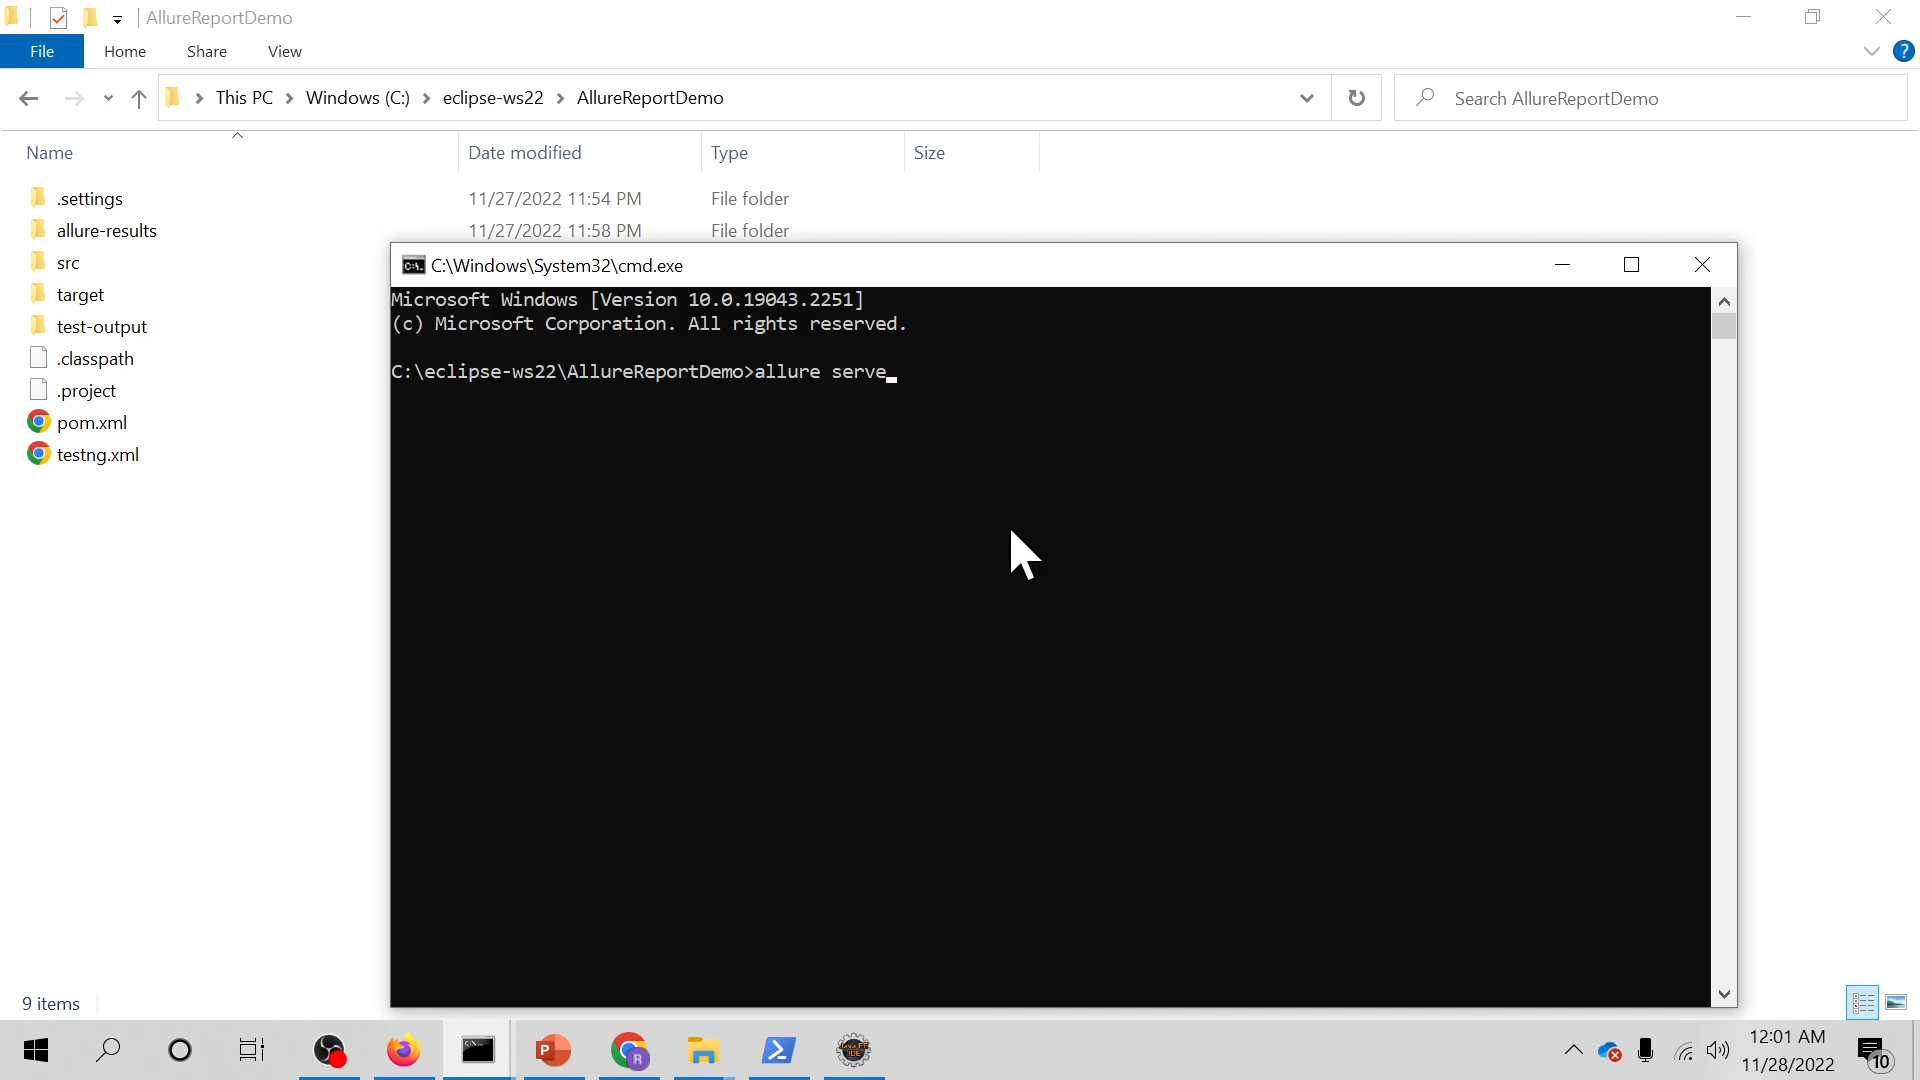 AllureReportDemo
File Home Share View
This PC > Windows (C:) > eclipse-ws22 > AllureReportDemo
Search AllureReportDemo
Name Date modified Type Size
.settings 11/27/2022 11:54 PM File folder
allure-results 11/27/2022 11:58 PM File folder
src
target
test-output
.classpath
.project
pom.xml
testng.xml
C:\Windows\System32\cmd.exe
Microsoft Windows [Version 10.0.19043.2251]
(c) Microsoft Corporation. All rights reserved.
C:\eclipse-ws22\AllureReportDemo>allure serve
9 items
12:01 AM
11/28/2022
10